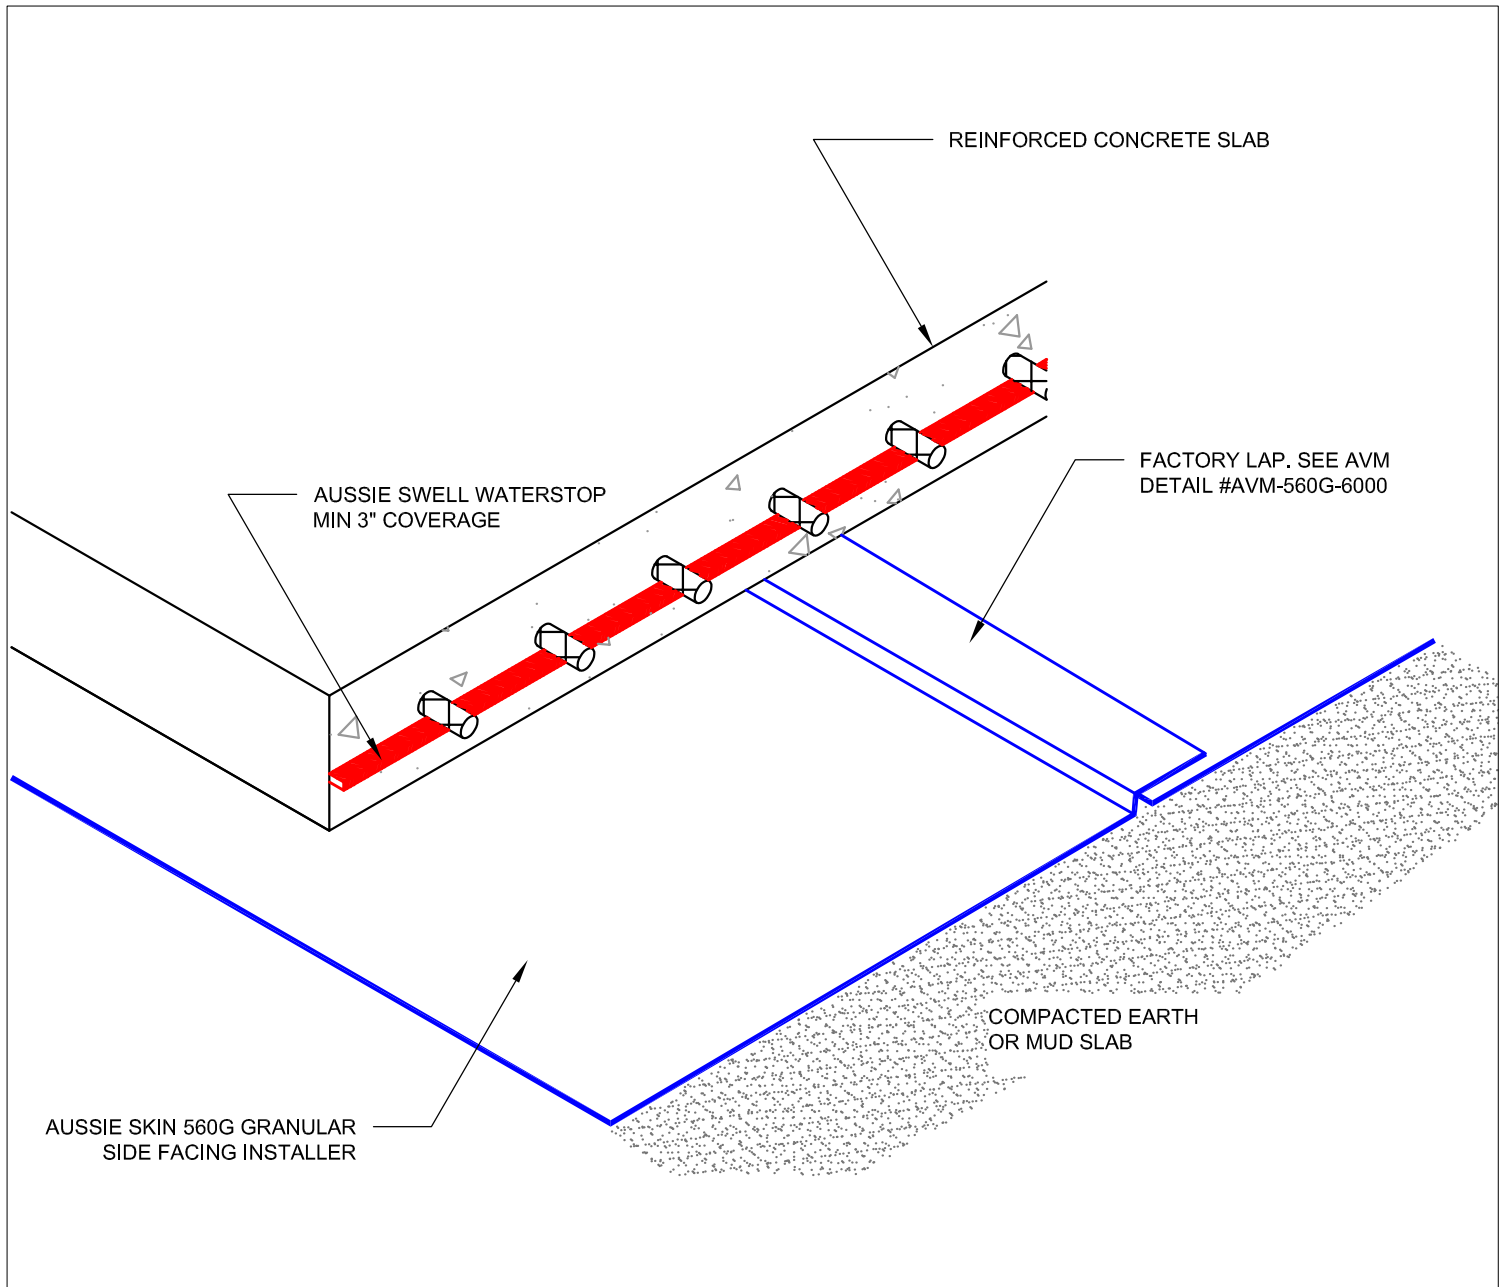 REINFORCED CONCRETE SLAB
FACTORY LAP. SEE AVM
DETAIL #AVM-560G-6000
AUSSIE SWELL WATERSTOP
MIN 3" COVERAGE
COMPACTED EARTH
OR MUD SLAB
AUSSIE SKIN 560G GRANULAR
SIDE FACING INSTALLER